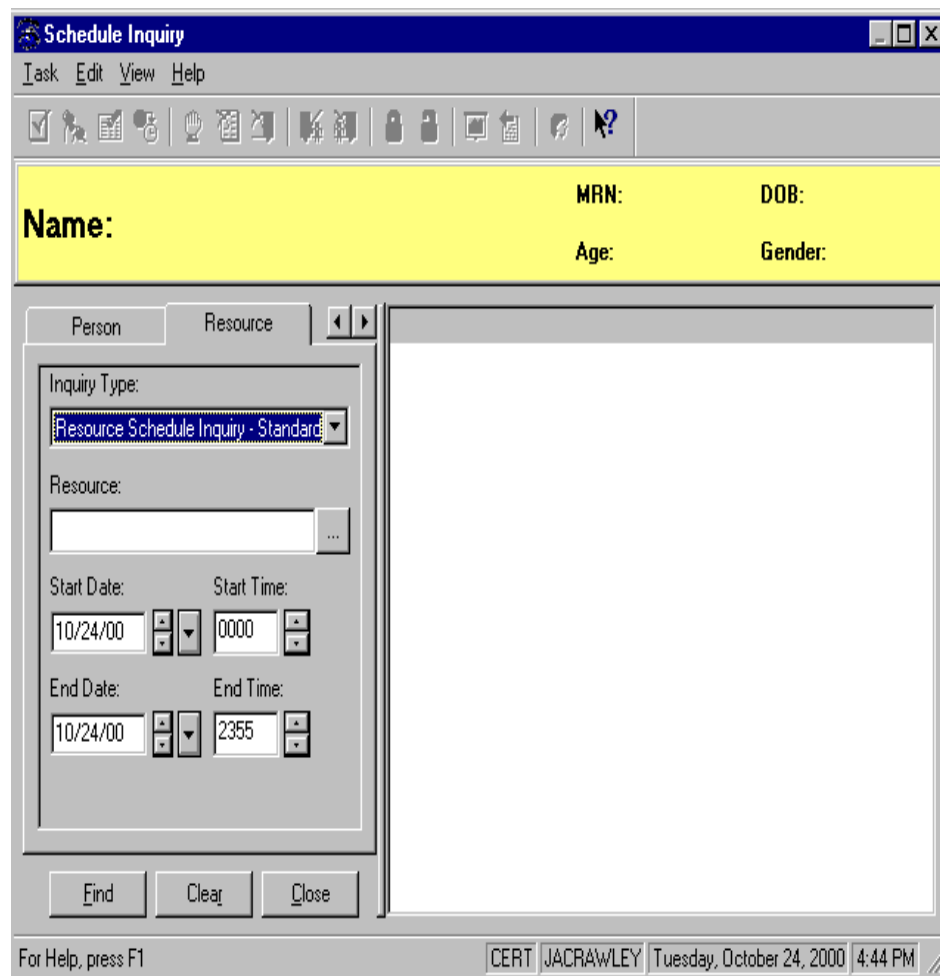 Schedule Inquiry
Task Edit View Help
Name:
MRN: DOB:
Age: Gender:
Person Resource
Inquiry Type:
Resource Schedule Inquiry - Standard
Resource:
...
Start Date: Start Time:
10/24/00 0000
End Date: End Time:
10/24/00 2355
Find Clear Close
For Help, press F1 CERT JACRAWLEY Tuesday, October 24, 2000 4:44 PM